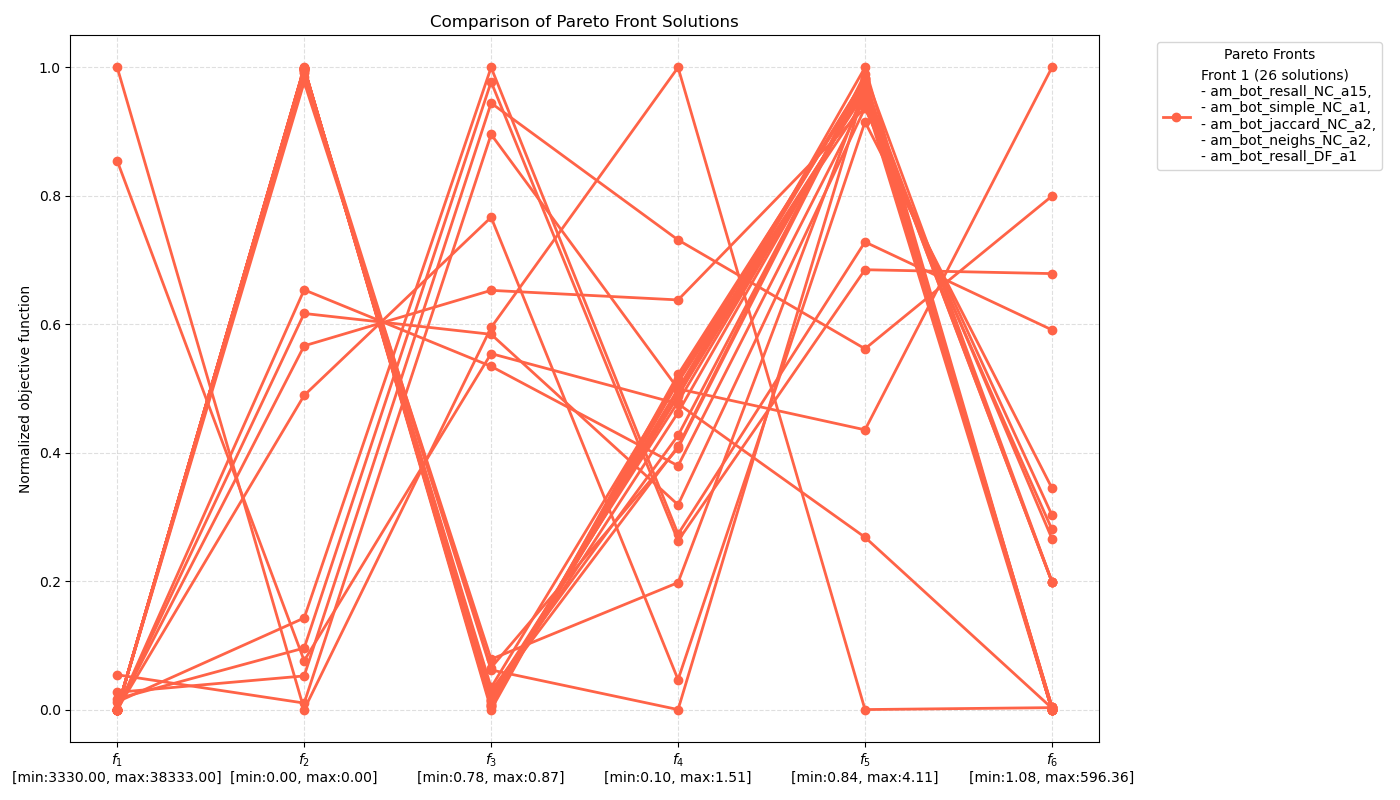 Comparison of Pareto Front Solutions
Normalized objective function
1.0
0.8
0.6
0.4
0.2
0.0
f1
[min:3330.00, max:38333.00]
f2
[min:0.00, max:0.00]
f3
[min:0.78, max:0.87]
f4
[min:0.10, max:1.51]
f5
[min:0.84, max:4.11]
f6
[min:1.08, max:596.36]
Pareto Fronts
Front 1 (26 solutions)
- am_bot_resall_NC_a15,
- am_bot_simple_NC_a1,
- am_bot_jaccard_NC_a2,
- am_bot_neighs_NC_a2,
- am_bot_resall_DF_a1